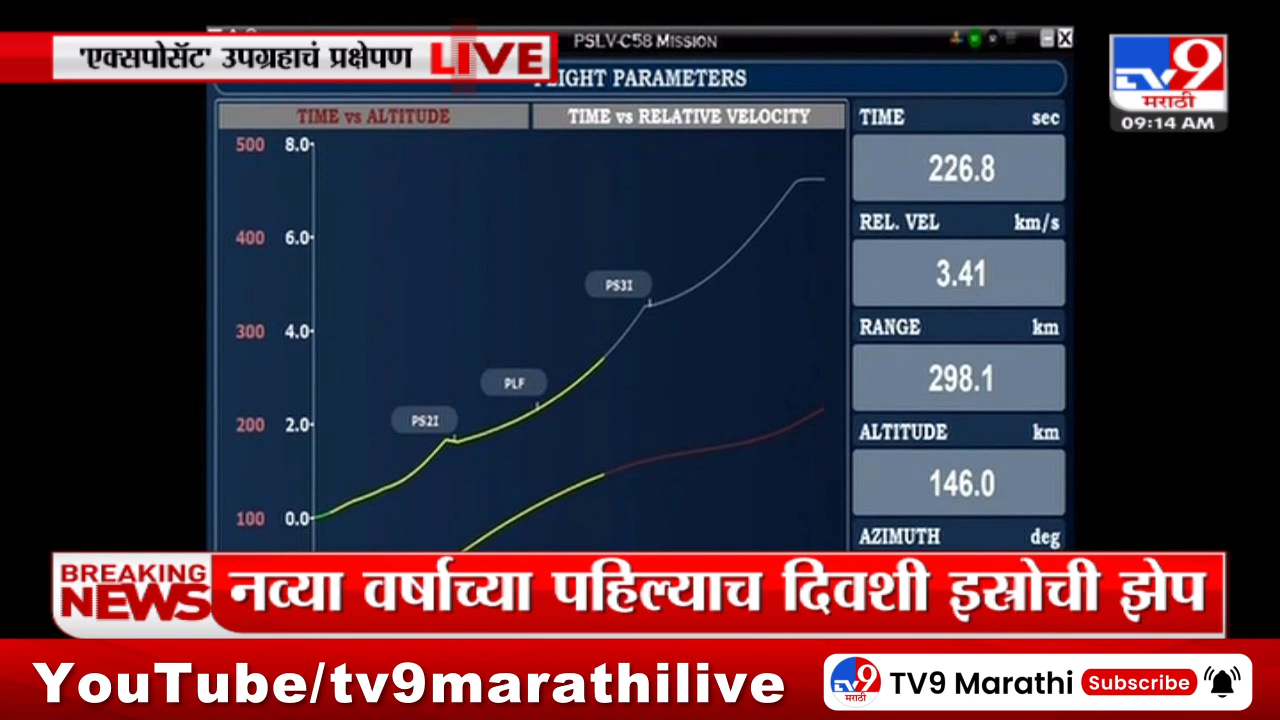 'एक्सपोसॅट' उपग्रहाचं प्रक्षेपण LIVE
PSLV-C58 MISSION
FLIGHT PARAMETERS
TV9
मराठी
09:14 AM
TIME vs ALTITUDE
TIME vs RELATIVE VELOCITY
500 8.0
400 6.0
300 4.0
200 2.0
100 0.0
PS2I
PLF
PS3I
TIME sec
226.8
REL. VEL km/s
3.41
RANGE km
298.1
ALTITUDE km
146.0
AZIMUTH deg
BREAKING
NEWS
नव्या वर्षाच्या पहिल्याच दिवशी इस्रोची झेप
YouTube/tv9marathilive
TV9
मराठी
TV9 Marathi Subscribe